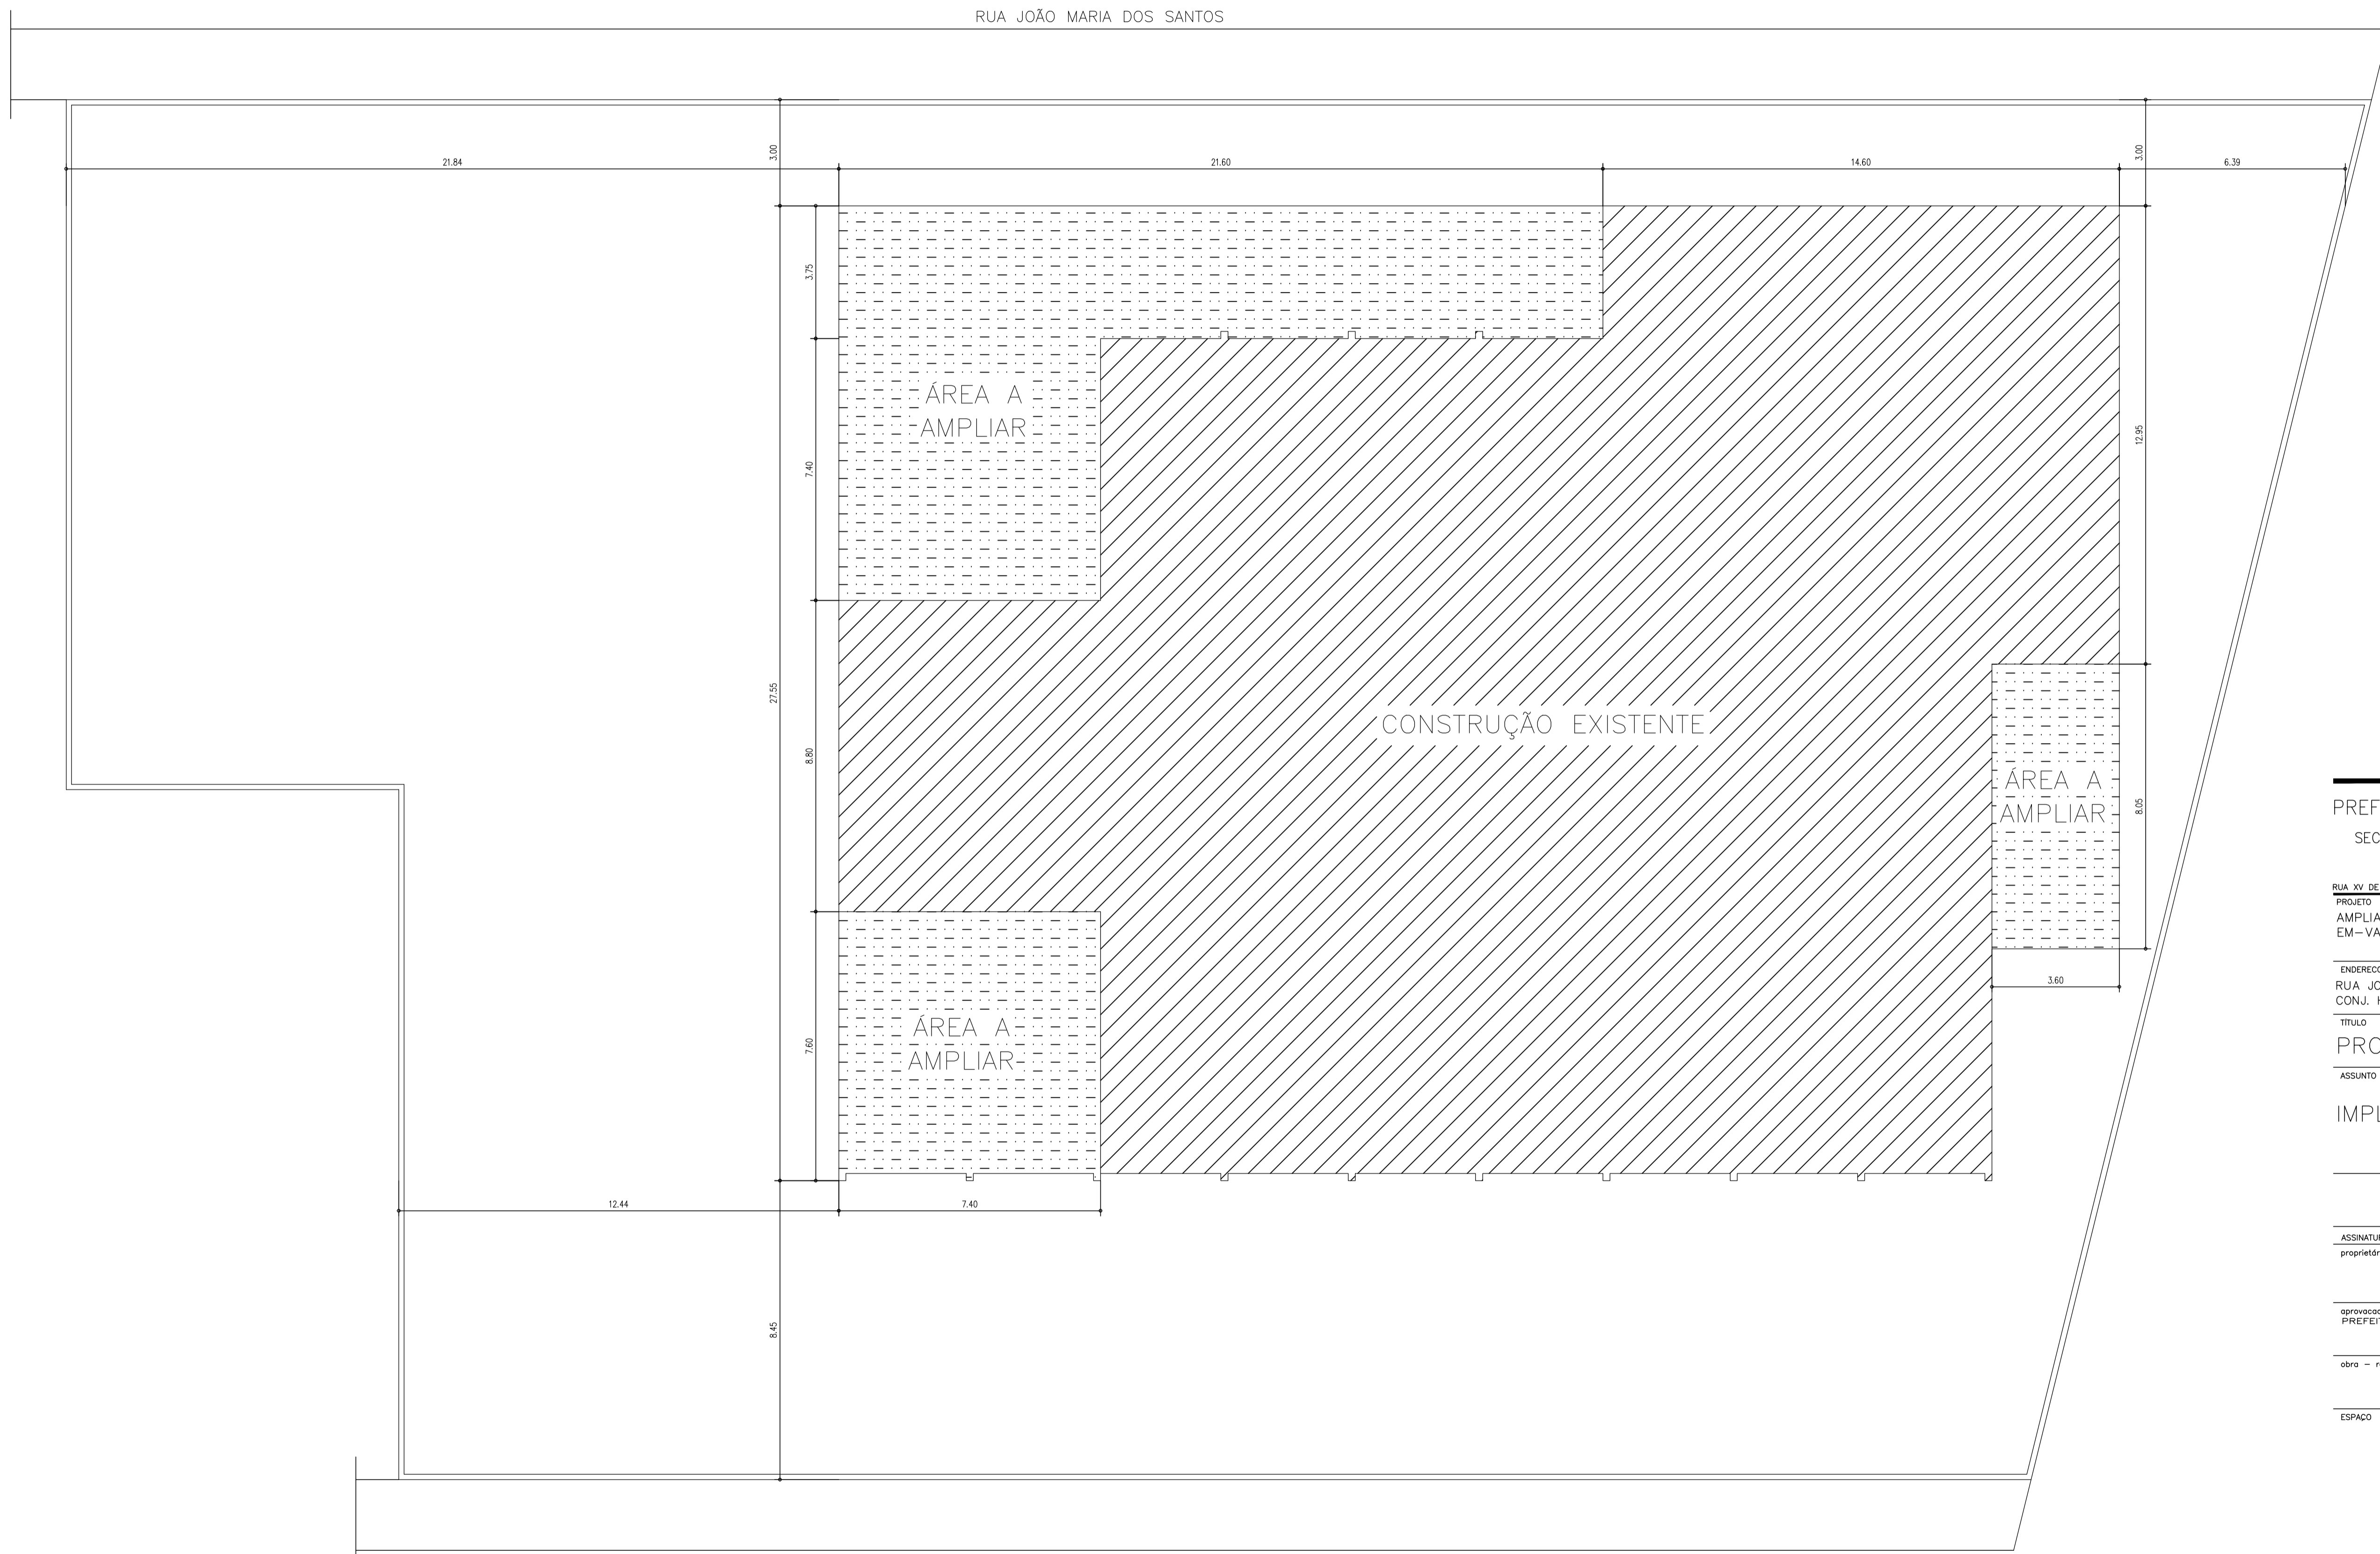 RUA JOÃO MARIA DOS SANTOS
3.00
3.00
21.84
21.60
14.60
6.39
3.75
ÁREA A
AMPLIAR
7.40
12.95
27.55
8.80
CONSTRUÇÃO EXISTENTE
ÁREA A
AMPLIAR
8.05
3.60
ÁREA A
AMPLIAR
7.60
12.44
7.40
8.45
PREF
SEC
RUA XV DE
PROJETO
AMPLIA
EM-VA
ENDEREC
RUA JO
CONJ.
TÍTULO
PRO
ASSUNTO
IMPL
ASSINATU
proprietár
aprovaca
PREFEI
obra - r
ESPAÇO